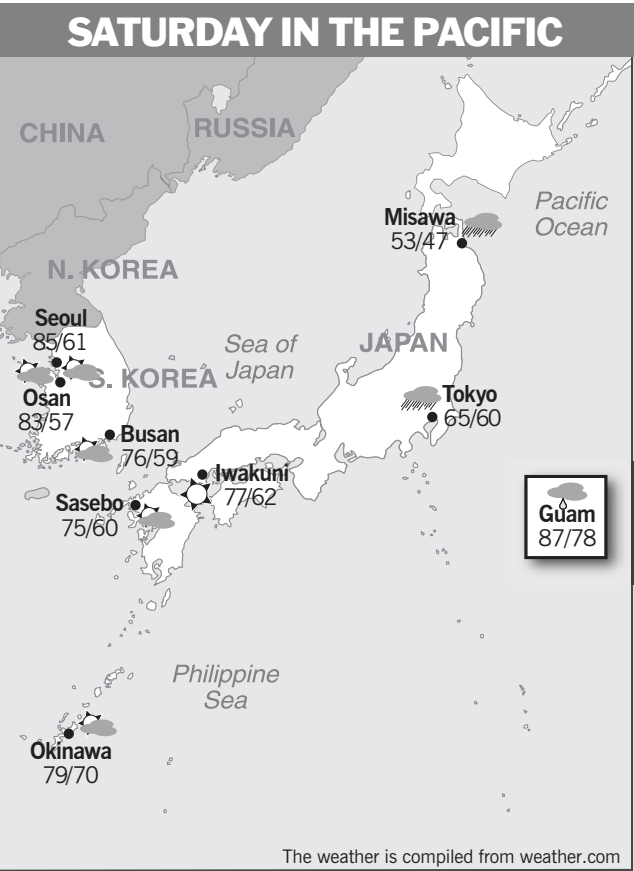 SATURDAY IN THE PACIFIC
CHINA
RUSSIA
Pacific
Ocean
Misawa
53/47
N. KOREA
Seoul
85/61
Sea of
Japan
JAPAN
S. KOREA
Osan
83/57
Tokyo
65/60
Busan
76/59
Iwakuni
77/62
Sasebo
75/60
Guam
87/78
Philippine
Sea
Okinawa
79/70
The weather is compiled from weather.com